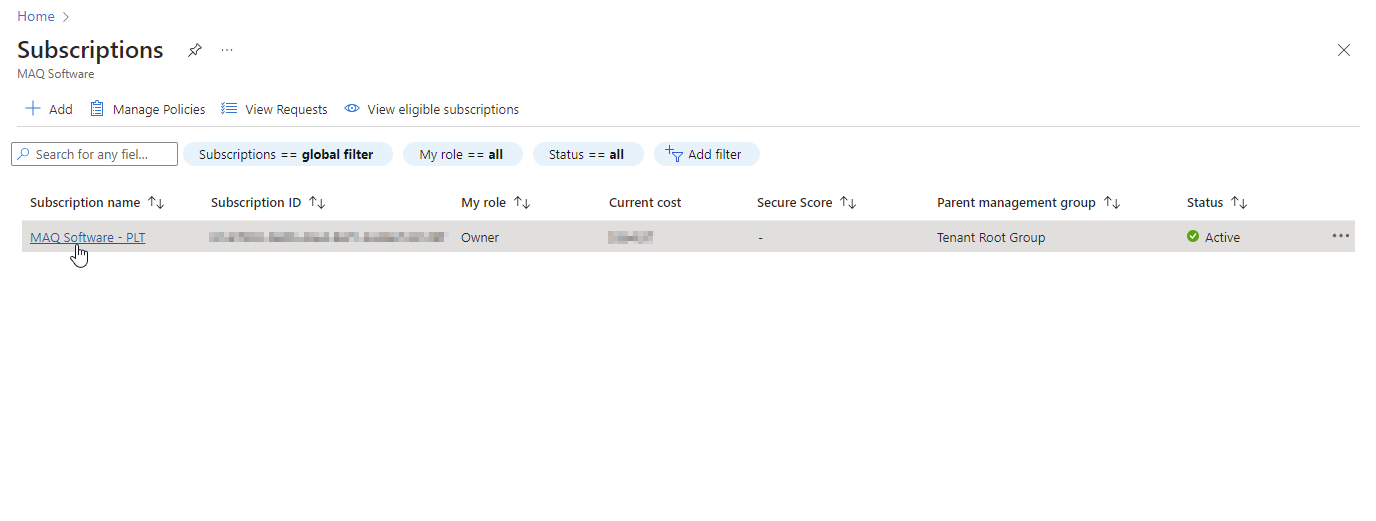 Home >
Subscriptions ...
MAQ Software
+ Add Manage Policies View Requests View eligible subscriptions
Search for any fiel... Subscriptions == global filter My role == all Status == all Add filter
Subscription name ↑↓ Subscription ID ↑↓ My role ↑↓ Current cost Secure Score ↑↓ Parent management group ↑↓ Status ↑↓
MAQ Software - PLT Owner - Tenant Root Group Active ...